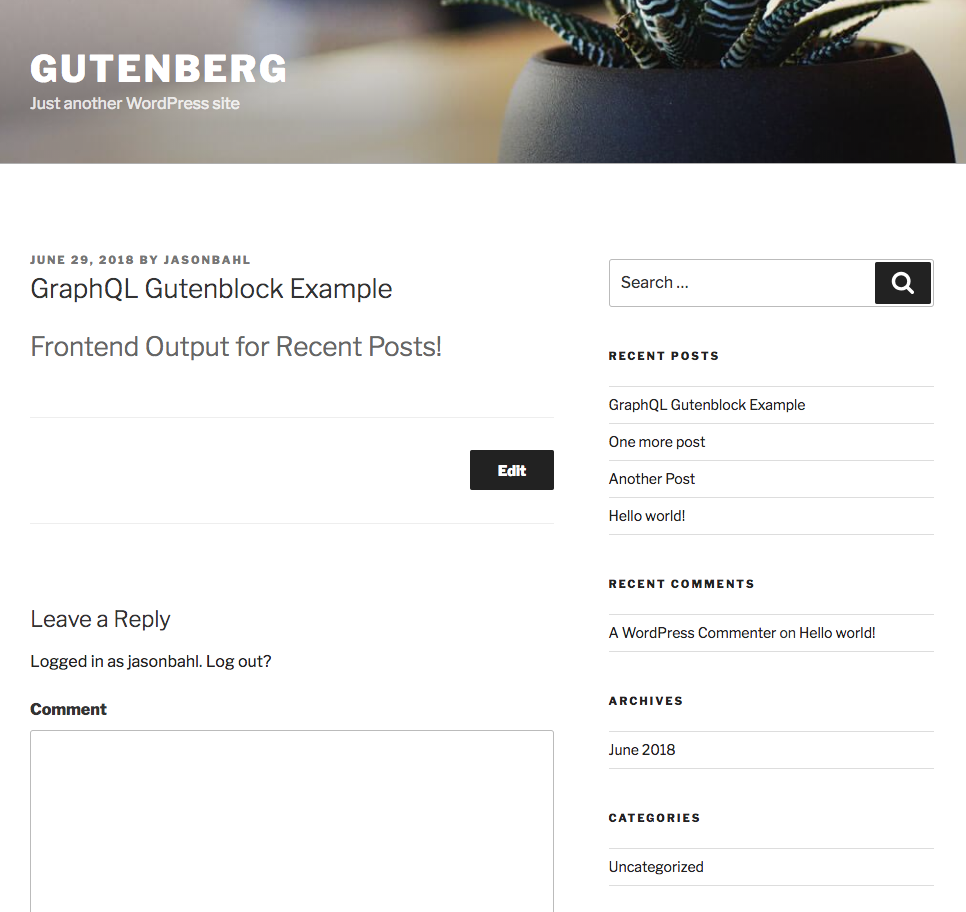 GUTENBERG
Just another WordPress site
JUNE 29, 2018 BY JASONBAHL
GraphQL Gutenblock Example
Frontend Output for Recent Posts!
Edit
Leave a Reply
Logged in as jasonbahl. Log out?
Comment
Search …
RECENT POSTS
GraphQL Gutenblock Example
One more post
Another Post
Hello world!
RECENT COMMENTS
A WordPress Commenter on Hello world!
ARCHIVES
June 2018
CATEGORIES
Uncategorized